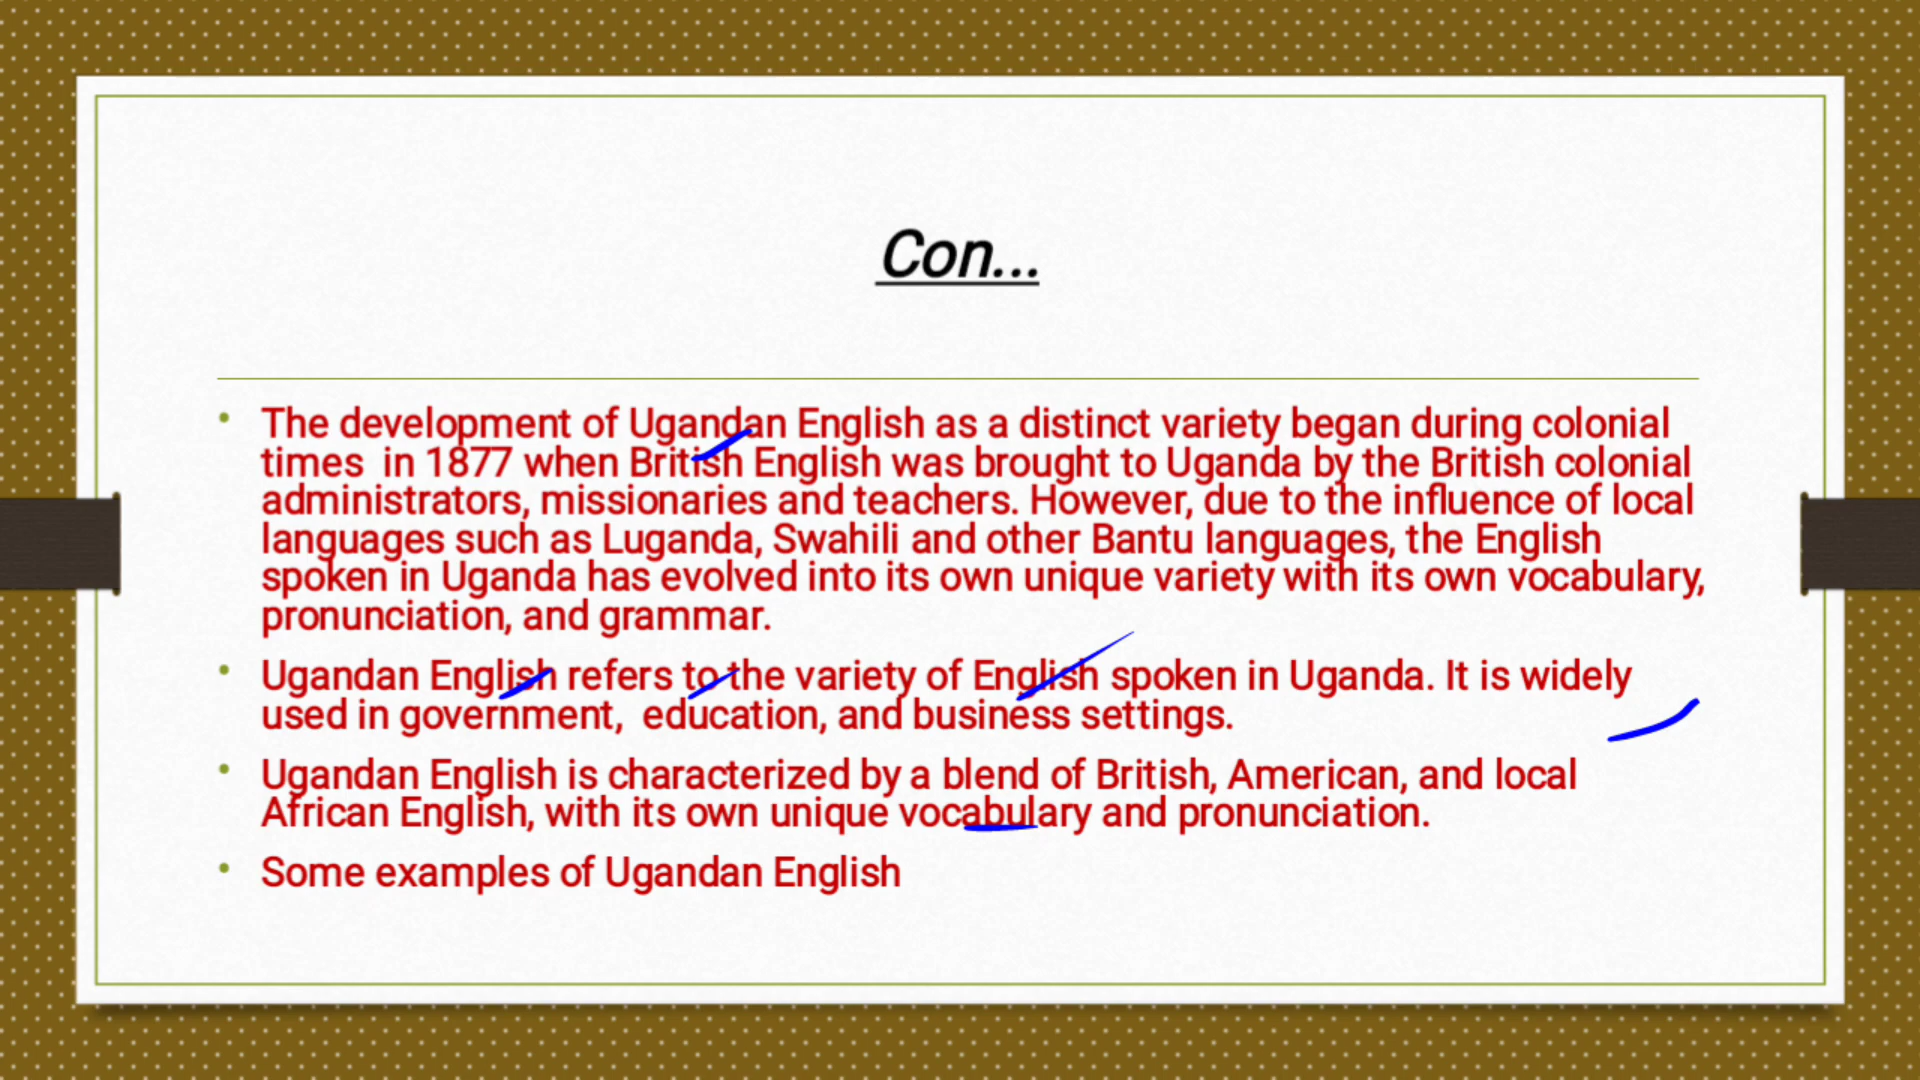 Con...
• The development of Ugandan English as a distinct variety began during colonial
times in 1877 when British English was brought to Uganda by the British colonial
administrators, missionaries and teachers. However, due to the influence of local
languages such as Luganda, Swahili and other Bantu languages, the English
spoken in Uganda has evolved into its own unique variety with its own vocabulary,
pronunciation, and grammar.
• Ugandan English refers to the variety of English spoken in Uganda. It is widely
used in government, education, and business settings.
• Ugandan English is characterized by a blend of British, American, and local
African English, with its own unique vocabulary and pronunciation.
• Some examples of Ugandan English